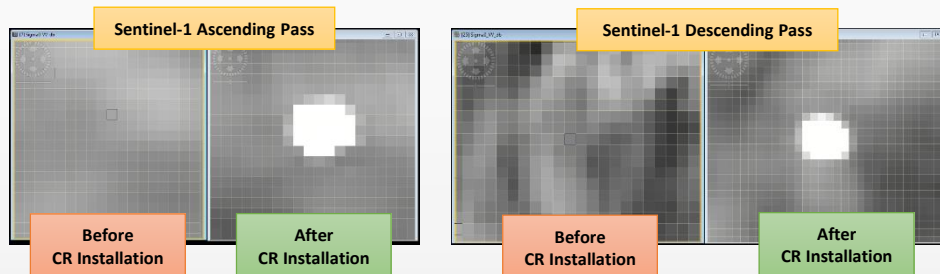 Sentinel-1 Ascending Pass
Sentinel-1 Descending Pass
Before
CR Installation
After
CR Installation
Before
CR Installation
After
CR Installation